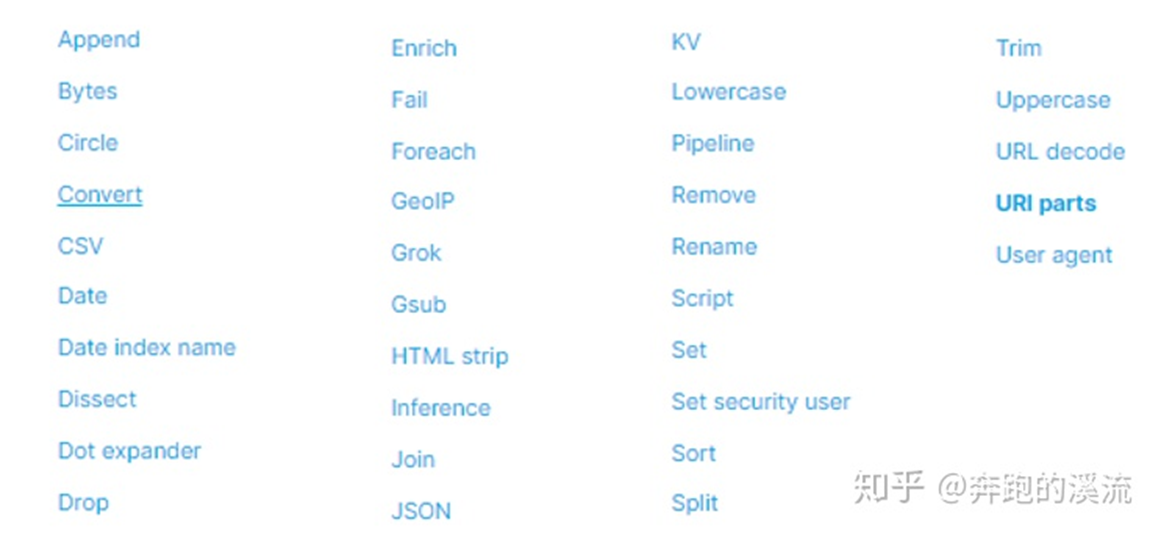 Append
Bytes
Circle
Convert
CSV
Date
Date index name
Dissect
Dot expander
Drop
Enrich
Fail
Foreach
GeoIP
Grok
Gsub
HTML strip
Inference
Join
JSON
KV
Lowercase
Pipeline
Remove
Rename
Script
Set
Set security user
Sort
Split
Trim
Uppercase
URL decode
URI parts
User agent
知乎 @奔跑的溪流